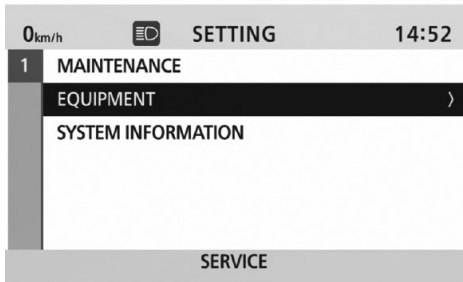 0km/h SETTING 14:52
1 MAINTENANCE
EQUIPMENT
SYSTEM INFORMATION
SERVICE